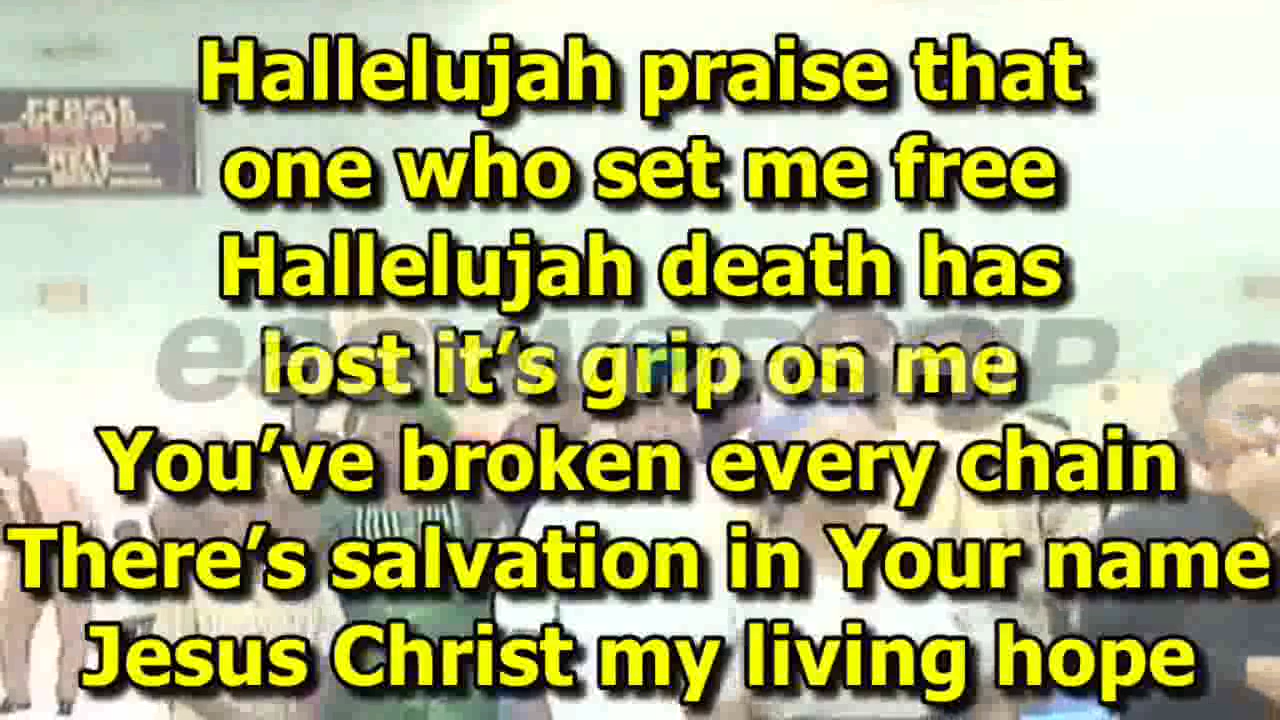 Hallelujah praise that
one who set me free
Hallelujah death has
lost it’s grip on me
You’ve broken every chain
There’s salvation in Your name
Jesus Christ my living hope